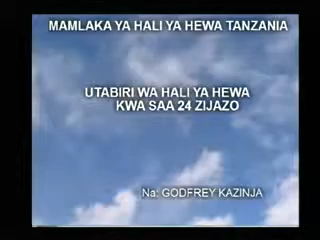 MAMLAKA YA HALI YA HEWA TANZANIA
UTABIRI WA HALI YA HEWA
KWA SAA 24 ZIJAZO
Na: GODFREY KAZINJA